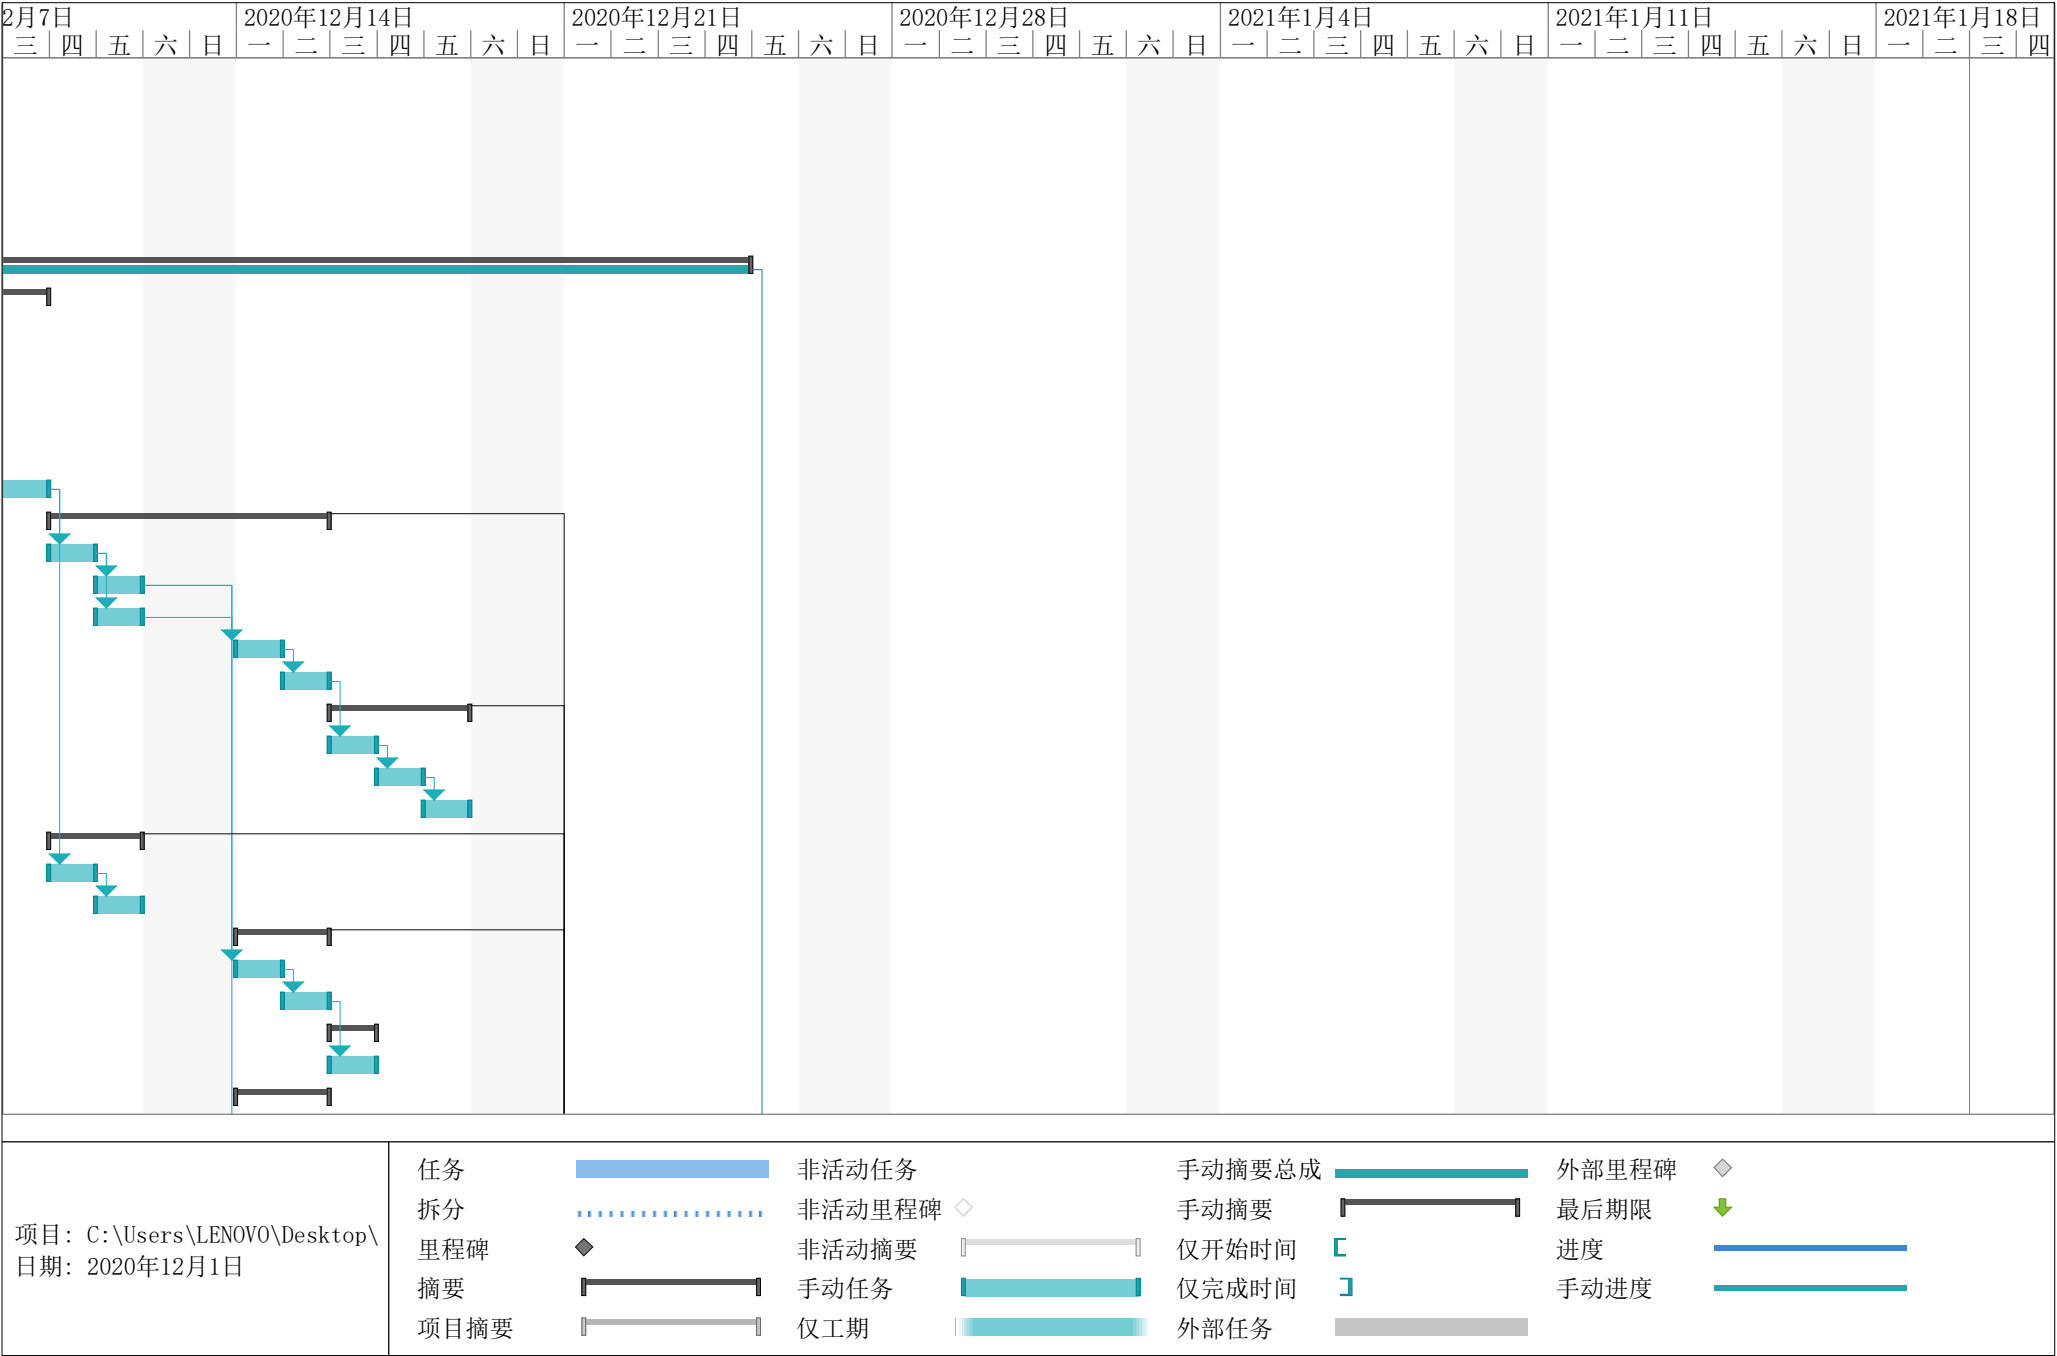 2月7日 2020年12月14日 2020年12月21日 2020年12月28日 2021年1月4日 2021年1月11日 2021年1月18日
三 四 五 六 日 一 二 三 四 五 六 日 一 二 三 四 五 六 日 一 二 三 四 五 六 日 一 二 三 四 五 六 日 一 二 三 四 五 六 日 一 二 三 四
项目: C:\Users\LENOVO\Desktop\
日期: 2020年12月1日
任务
拆分
里程碑
摘要
项目摘要
非活动任务
非活动里程碑
非活动摘要
手动任务
仅工期
手动摘要总成
手动摘要
仅开始时间
仅完成时间
外部任务
外部里程碑
最后期限
进度
手动进度